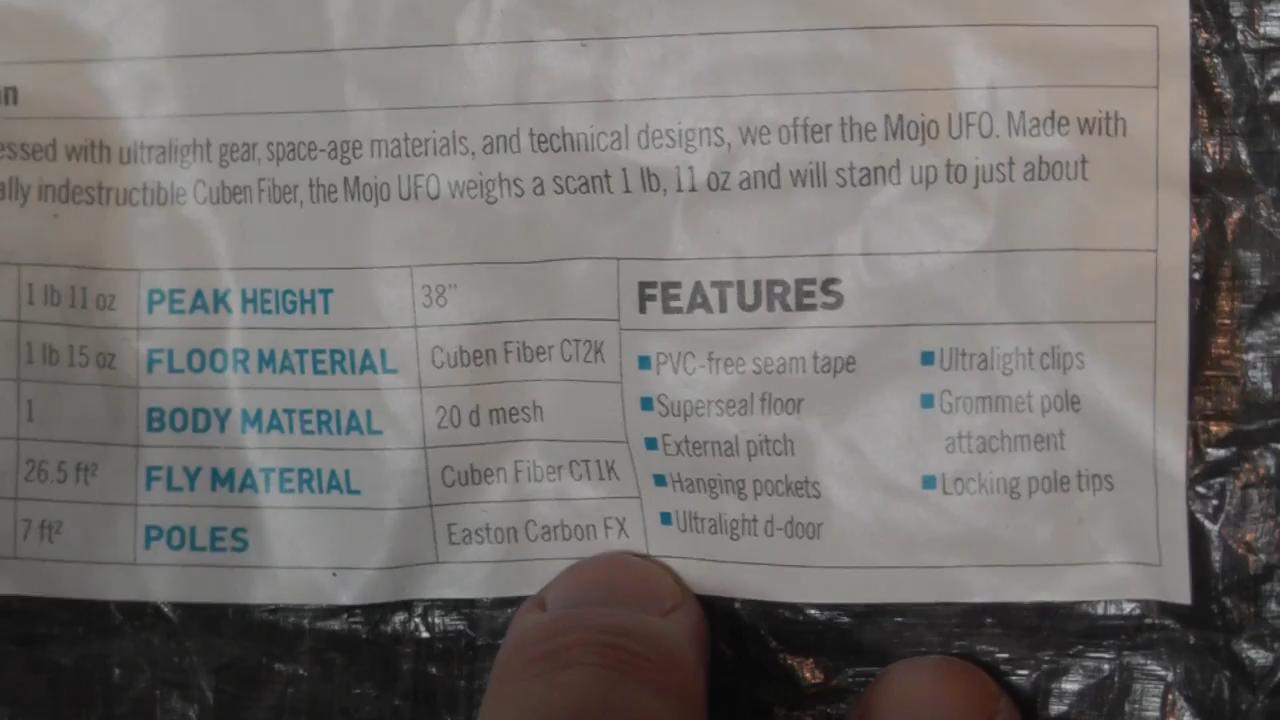 with ultralight gear, space-age materials, and technical designs, we offer the Mojo UFO. Made with
indestructible Cuben Fiber, the Mojo UFO weighs a scant 1 lb, 11 oz and will stand up to just about
1 lb 11 oz PEAK HEIGHT 38" FEATURES
1 lb 15 oz FLOOR MATERIAL Cuben Fiber CT2K
1 BODY MATERIAL 20 d mesh
26.5 ft² FLY MATERIAL Cuben Fiber CT1K
7 ft² POLES Easton Carbon FX
PVC-free seam tape
Superseal floor
External pitch
Hanging pockets
Ultralight d-door
Ultralight clips
Grommet pole
attachment
Locking pole tips